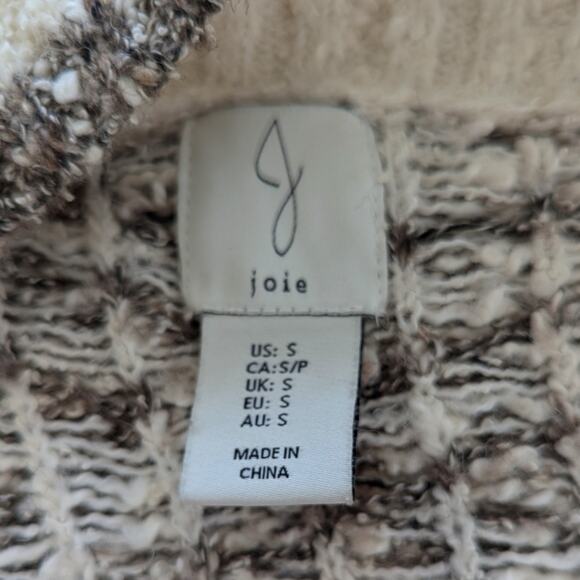 J
joie
US: S
CA:S/P
UK: S
EU: S
AU: S
MADE IN
CHINA